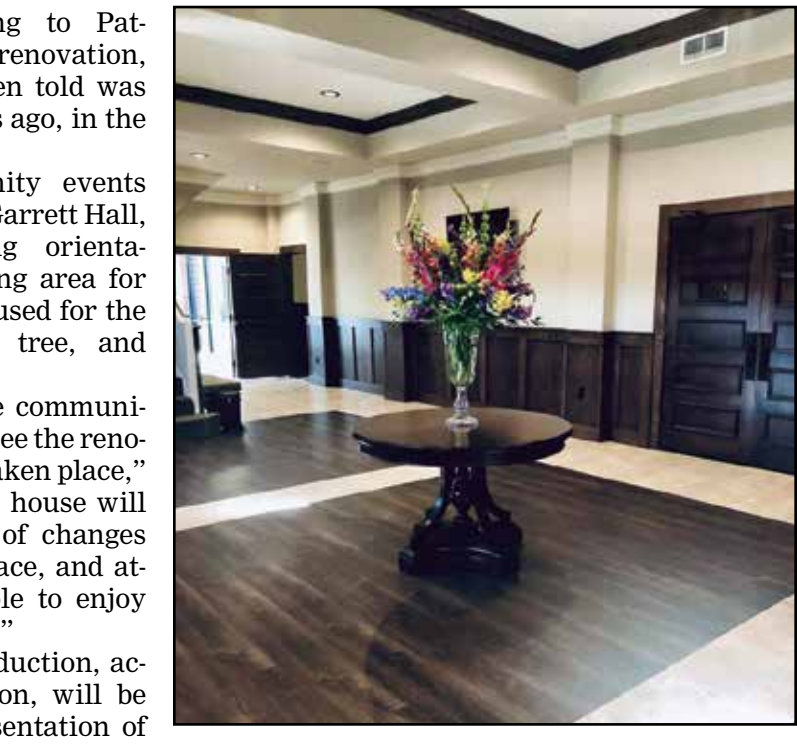 ng to Pat-
renovation,
en told was
s ago, in the
nity events
Garrett Hall,
ng orienta-
ng area for
used for the
tree, and
e communi-
ee the reno-
aken place,”
house will
of changes
ace, and at-
le to enjoy
”
duction, ac-
on, will be
sentation of